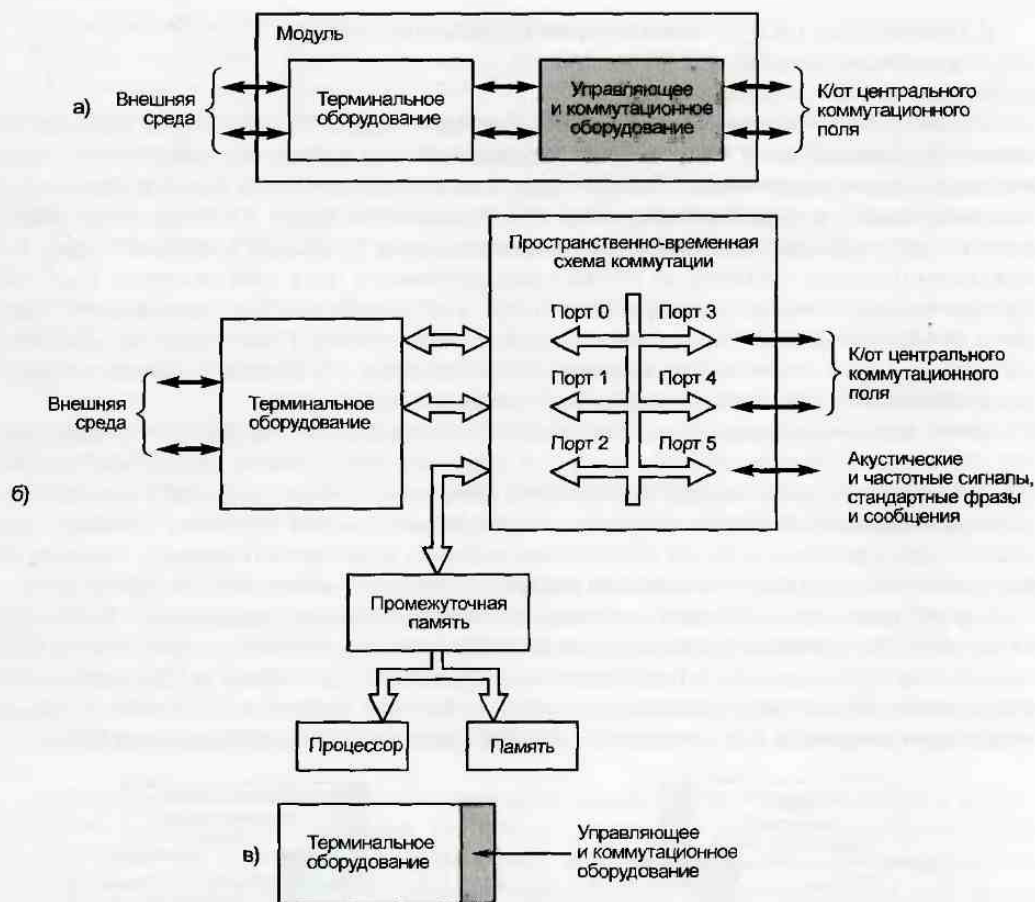 Модуль
а)
Внешняя
среда
Терминальное
оборудование
Управляющее
и коммутационное
оборудование
К/от центрального
коммутационного
поля
Пространственно-временная
схема коммутации
Порт 0
Порт 3
Порт 1
Порт 4
Порт 2
Порт 5
б)
Внешняя
среда
Терминальное
оборудование
К/от центрального
коммутационного
поля
Акустические
и частотные сигналы,
стандартные фразы
и сообщения
Промежуточная
память
Процессор
Память
в)
Терминальное
оборудование
Управляющее
и коммутационное
оборудование